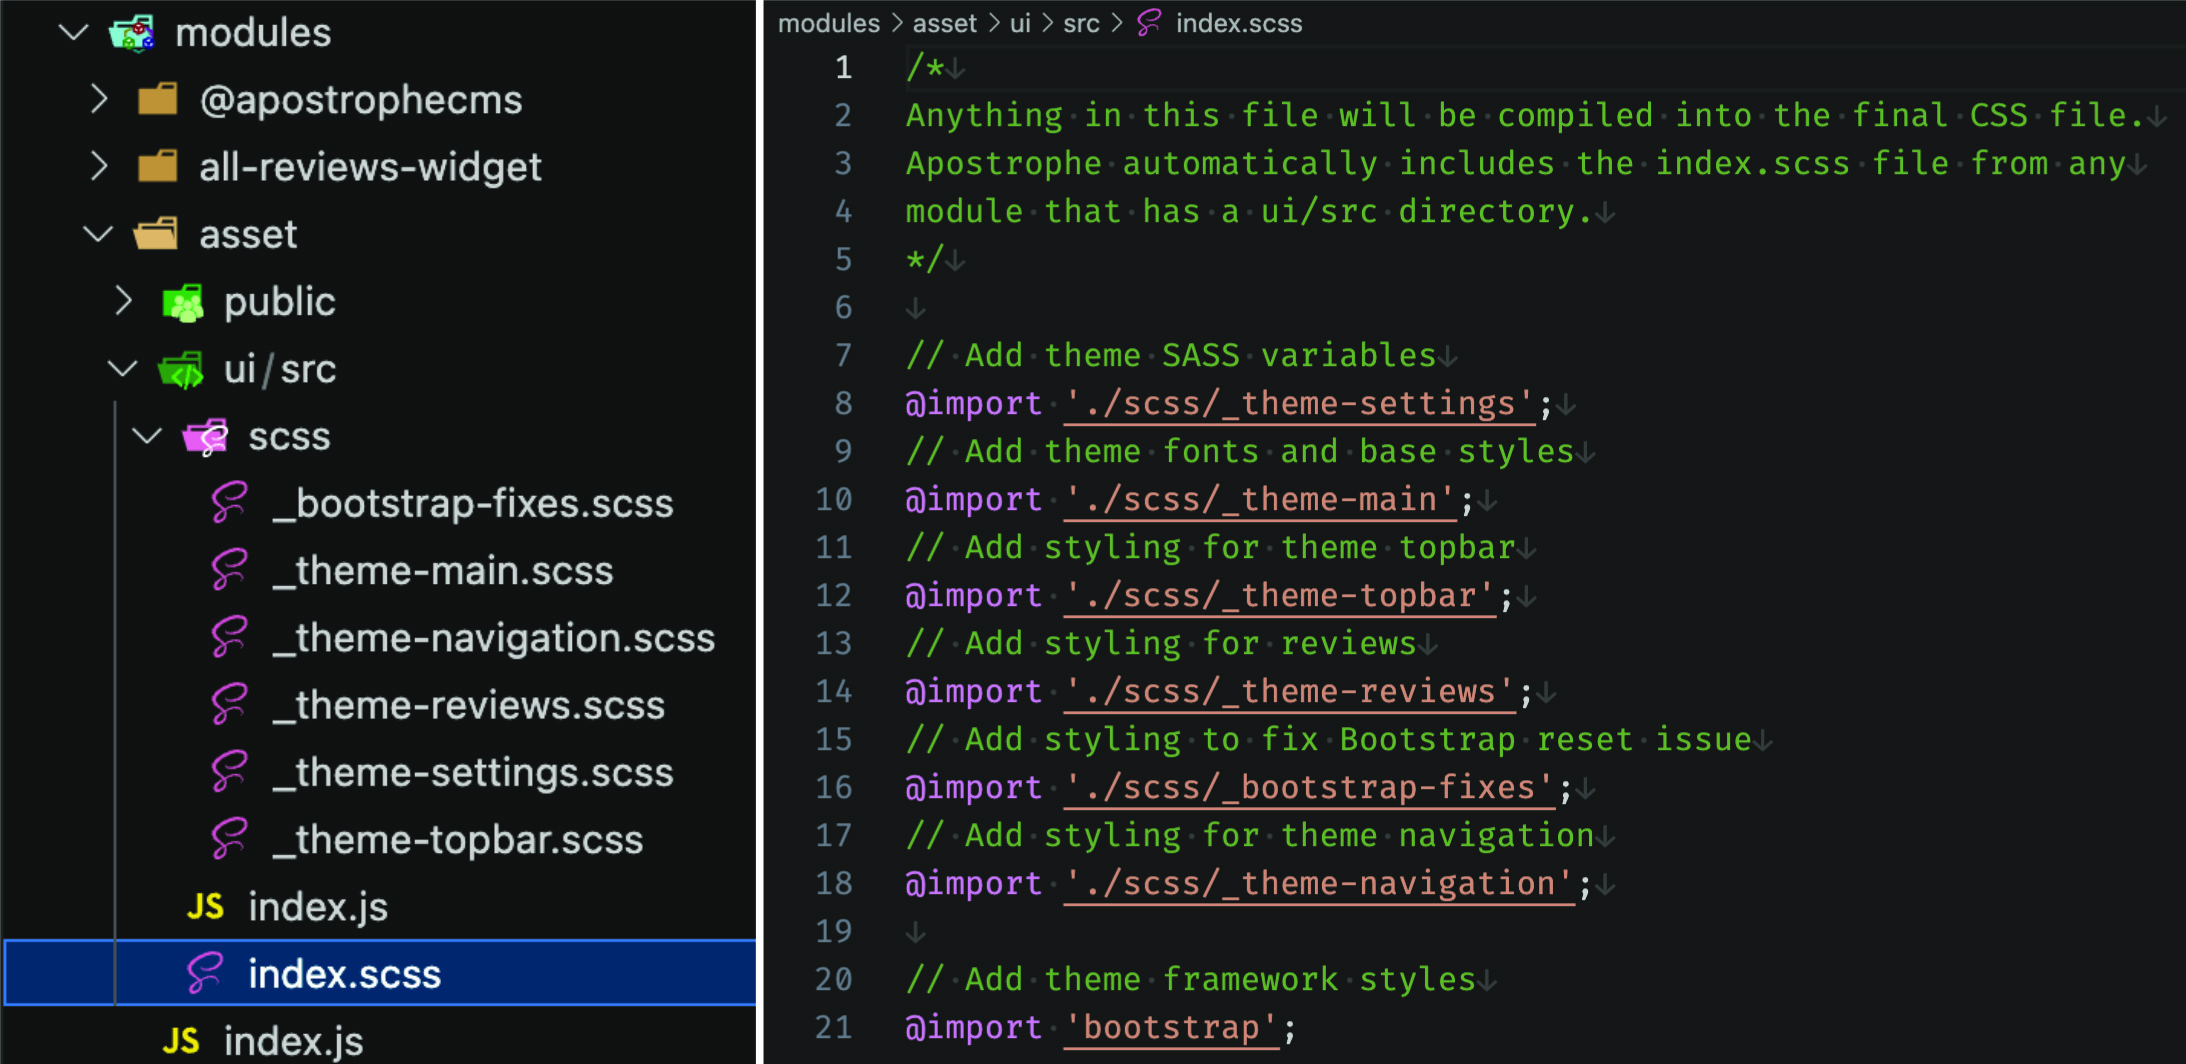 modules
@apostrophecms
all-reviews-widget
asset
public
ui/src
scss
_bootstrap-fixes.scss
_theme-main.scss
_theme-navigation.scss
_theme-reviews.scss
_theme-settings.scss
_theme-topbar.scss
JS index.js
index.scss
JS index.js
modules > asset > ui > src > index.scss
1 /*
2 Anything in this file will be compiled into the final CSS file.
3 Apostrophe automatically includes the index.scss file from any
4 module that has a ui/src directory.
5 */
6
7 // Add theme SASS variables
8 @import './scss/_theme-settings';
9 // Add theme fonts and base styles
10 @import './scss/_theme-main';
11 // Add styling for theme topbar
12 @import './scss/_theme-topbar';
13 // Add styling for reviews
14 @import './scss/_theme-reviews';
15 // Add styling to fix Bootstrap reset issue
16 @import './scss/_bootstrap-fixes';
17 // Add styling for theme navigation
18 @import './scss/_theme-navigation';
19
20 // Add theme framework styles
21 @import 'bootstrap';